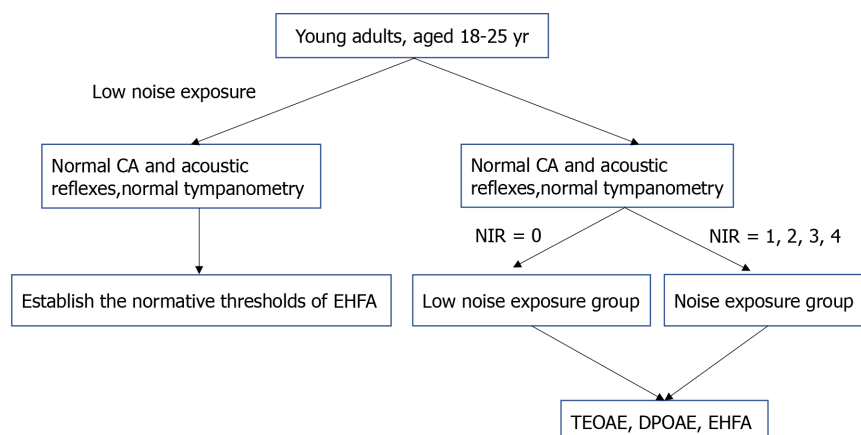 Young adults, aged 18-25 yr
Low noise exposure
Normal CA and acoustic
reflexes,normal tympanometry
Normal CA and acoustic
reflexes,normal tympanometry
NIR = 0
NIR = 1, 2, 3, 4
Establish the normative thresholds of EHFA
Low noise exposure group
Noise exposure group
TEOAE, DPOAE, EHFA